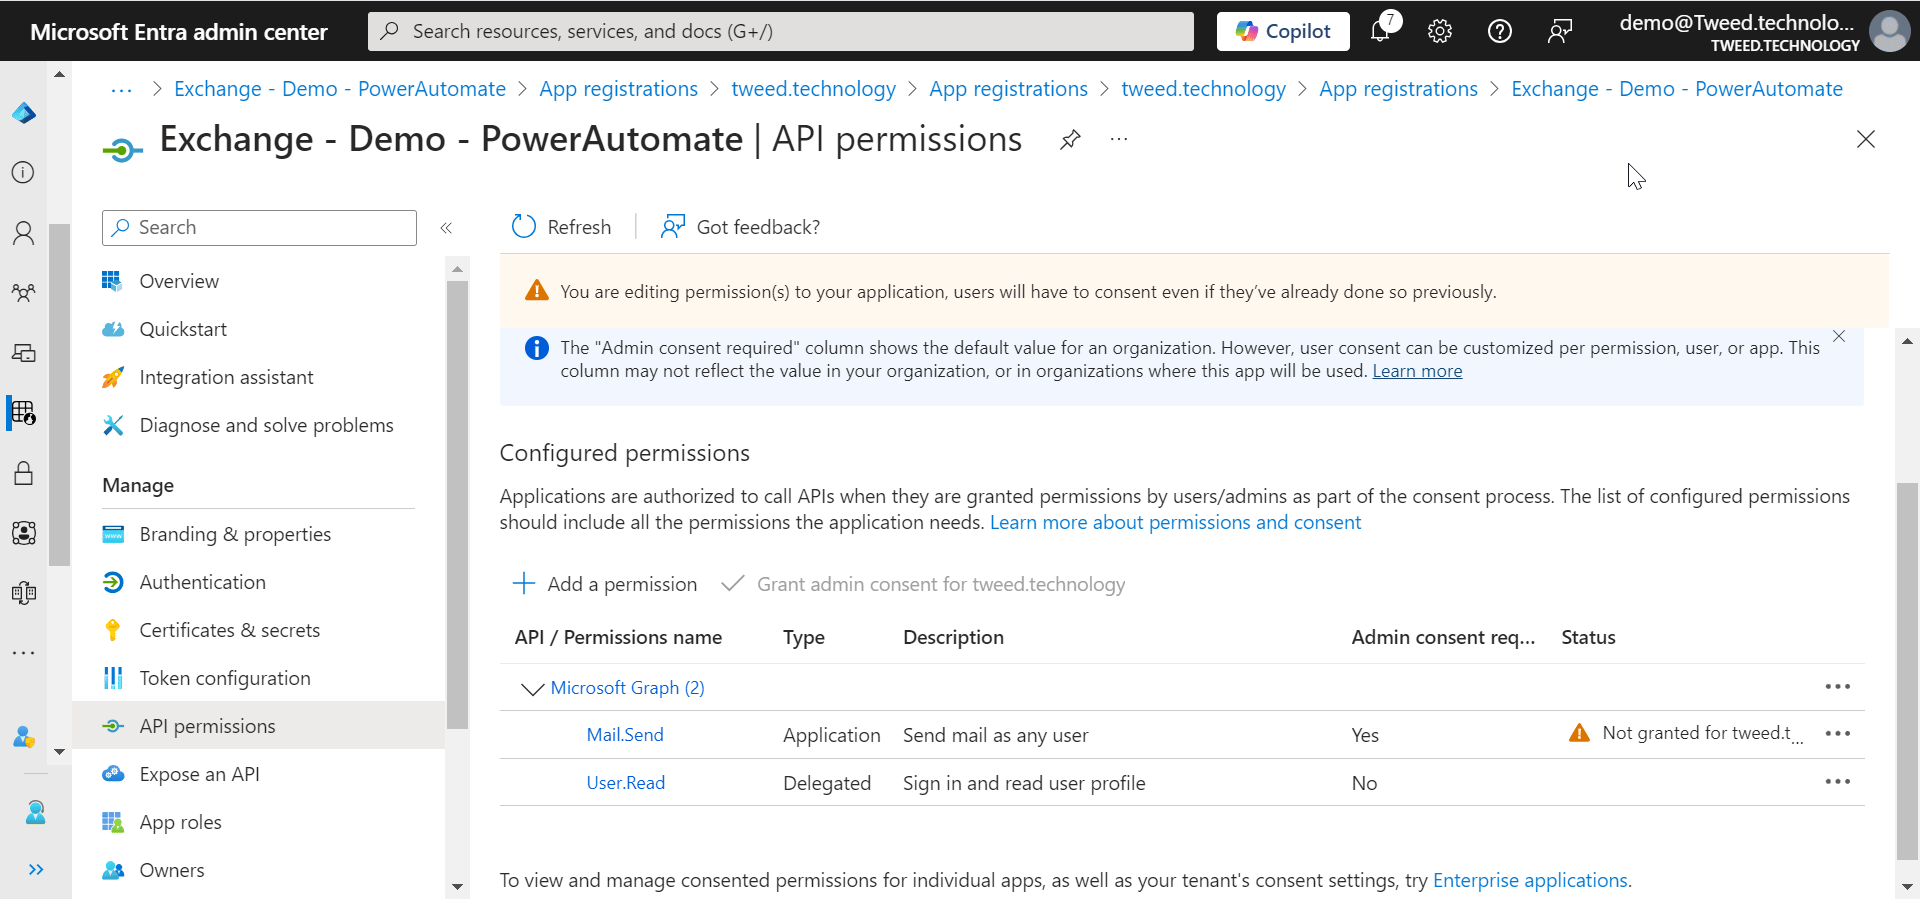 Microsoft Entra admin center
Search resources, services, and docs (G+/)
Copilot
7
demo@Tweed.technolo...
TWEED.TECHNOLOGY
... > Exchange - Demo - PowerAutomate > App registrations > tweed.technology > App registrations > tweed.technology > App registrations > Exchange - Demo - PowerAutomate
Exchange - Demo - PowerAutomate | API permissions
Search
Overview
Quickstart
Integration assistant
Diagnose and solve problems
Manage
Branding & properties
Authentication
Certificates & secrets
Token configuration
API permissions
Expose an API
App roles
Owners
Refresh
Got feedback?
You are editing permission(s) to your application, users will have to consent even if they’ve already done so previously.
The "Admin consent required" column shows the default value for an organization. However, user consent can be customized per permission, user, or app. This
column may not reflect the value in your organization, or in organizations where this app will be used. Learn more
Configured permissions
Applications are authorized to call APIs when they are granted permissions by users/admins as part of the consent process. The list of configured permissions
should include all the permissions the application needs. Learn more about permissions and consent
Add a permission
Grant admin consent for tweed.technology
API / Permissions name Type Description Admin consent req... Status
Microsoft Graph (2)
Mail.Send Application Send mail as any user Yes Not granted for tweed.t...
User.Read Delegated Sign in and read user profile No
To view and manage consented permissions for individual apps, as well as your tenant's consent settings, try Enterprise applications.